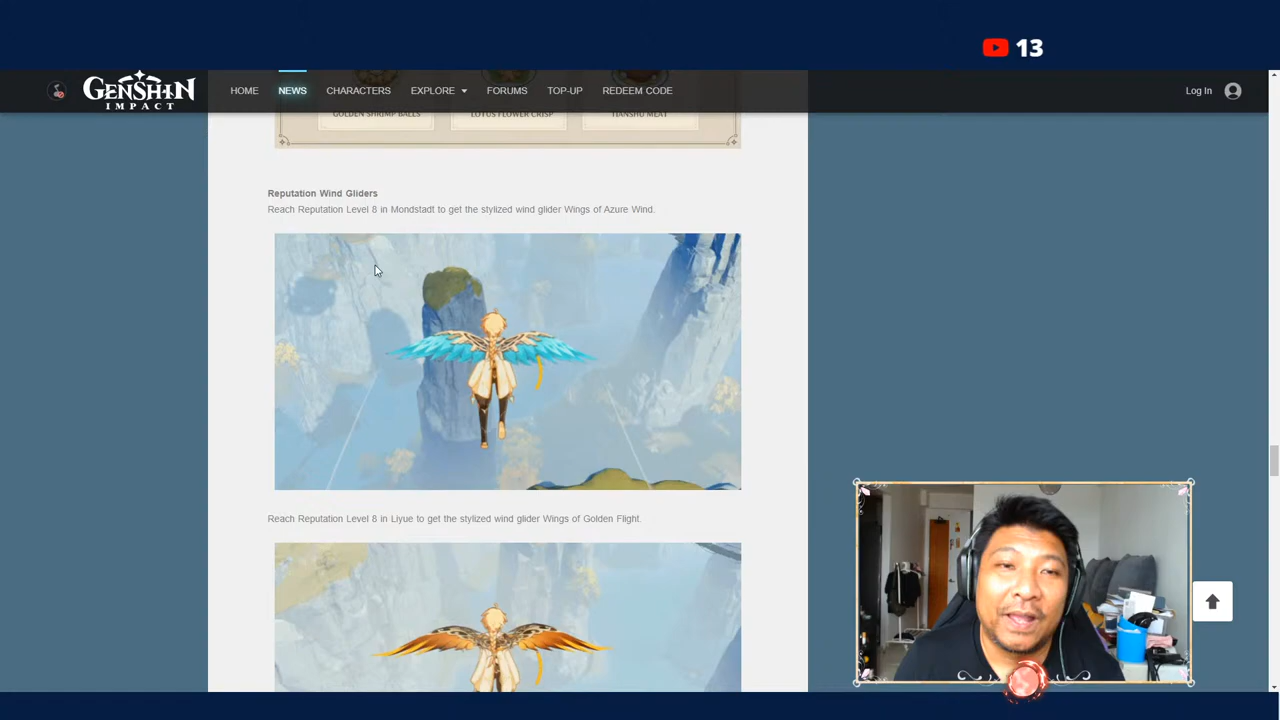 13
GENSHIN
IMPACT
HOME
NEWS
CHARACTERS
EXPLORE
FORUMS
TOP-UP
REDEEM CODE
Log In
GOLDEN SHRIMP BALLS
LOTUS FLOWER CRISP
TIANSHU MEAT
Reputation Wind Gliders
Reach Reputation Level 8 in Mondstadt to get the stylized wind glider Wings of Azure Wind.
Reach Reputation Level 8 in Liyue to get the stylized wind glider Wings of Golden Flight.